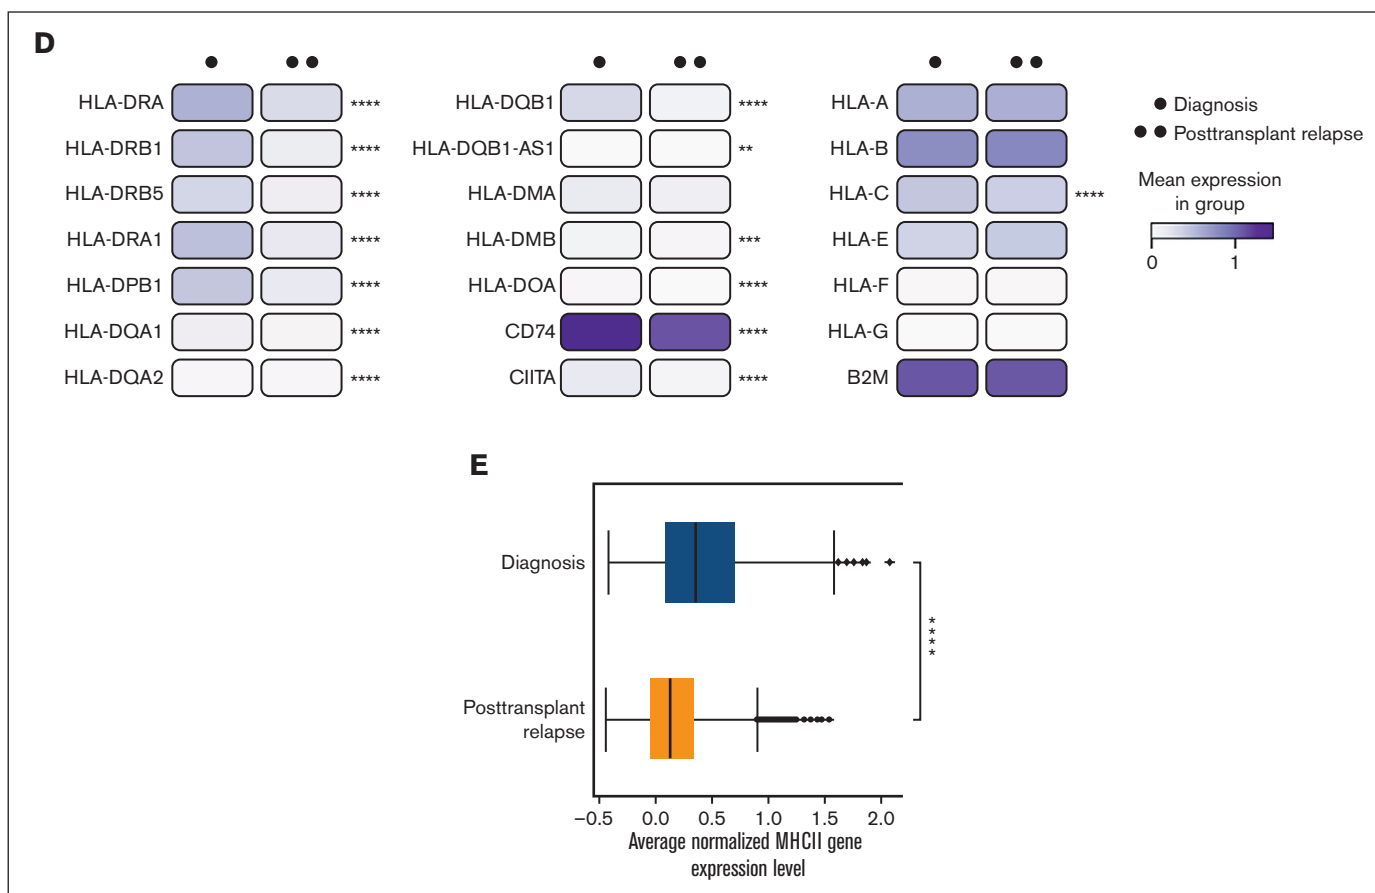 D
HLA-DRA ****
HLA-DRB1 ****
HLA-DRB5 ****
HLA-DRA1 ****
HLA-DPB1 ****
HLA-DQA1 ****
HLA-DQA2 ****
HLA-DQB1 ****
HLA-DQB1-AS1 **
HLA-DMA
HLA-DMB ***
HLA-DOA ****
CD74 ****
CIITA ****
HLA-A
HLA-B
HLA-C ****
HLA-E
HLA-F
HLA-G
B2M
Diagnosis
Posttransplant relapse
Mean expression
in group
0 1
E
Diagnosis
Posttransplant
relapse
****
−0.5 0.0 0.5 1.0 1.5 2.0
Average normalized MHCII gene
expression level